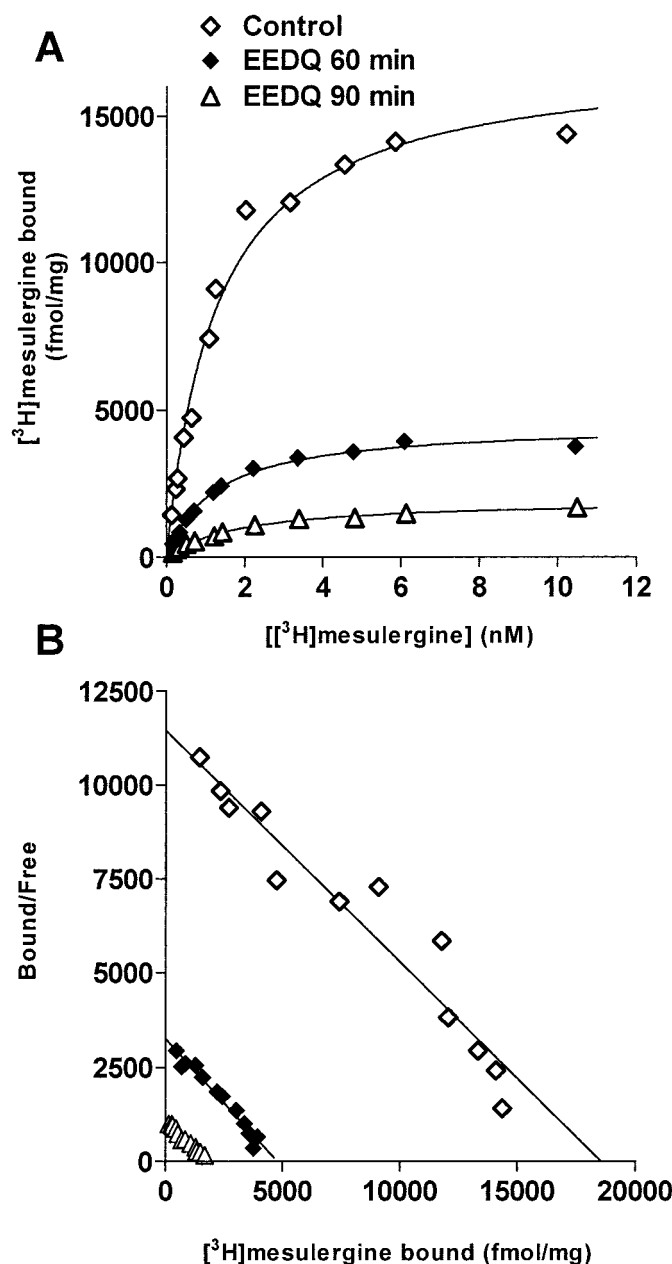 A
Control
EEDQ 60 min
EEDQ 90 min
[³H]mesulergine bound
(fmol/mg)
15000
10000
5000
0
0 2 4 6 8 10 12
[[³H]mesulergine] (nM)
B
Bound/Free
12500
10000
7500
5000
2500
0
0 5000 10000 15000 20000
[³H]mesulergine bound (fmol/mg)